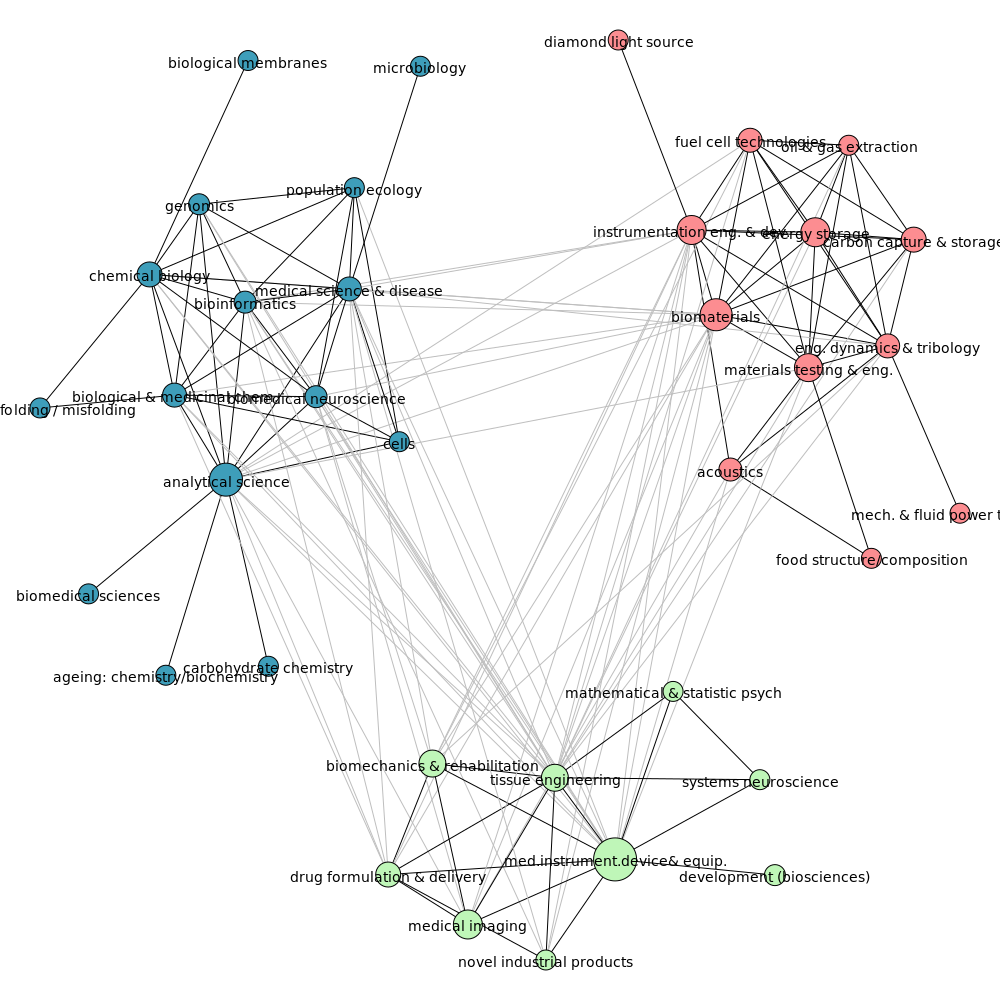 diamond light source
biological membranes
microbiology
fuel cell technologies
oil & gas extraction
population ecology
genomics
instrumentation eng. & dev.
energy storage
carbon capture & storage
chemical biology
medical science & disease
bioinformatics
biomaterials
eng. dynamics & tribology
materials testing & eng.
biological & medicinal chem.
biomedical neuroscience
folding / misfolding
cells
acoustics
analytical science
mech. & fluid power t
food structure/composition
biomedical sciences
carbohydrate chemistry
ageing: chemistry/biochemistry
mathematical & statistic psych
biomechanics & rehabilitation
tissue engineering
systems neuroscience
med.instrument.device& equip.
drug formulation & delivery
development (biosciences)
medical imaging
novel industrial products